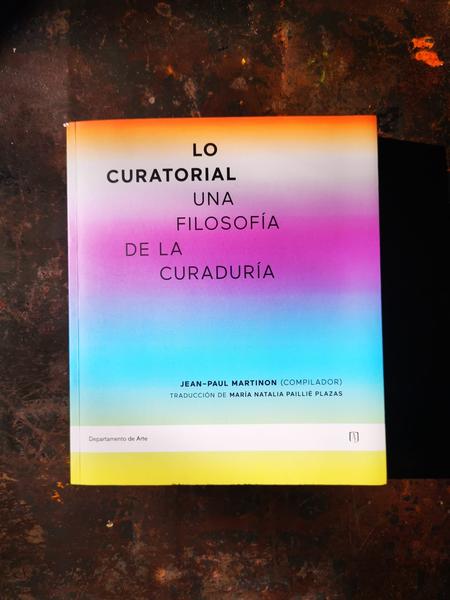 LO
CURATORIAL
UNA
FILOSOFÍA
DE LA
CURADURÍA
JEAN-PAUL MARTINON (COMPILADOR)
TRADUCCIÓN DE MARÍA NATALIA PAILLIÉ PLAZAS
Departamento de Arte